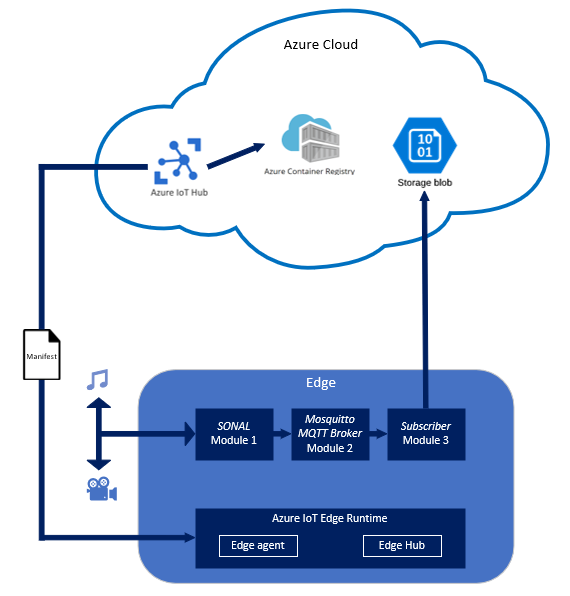 Azure Cloud
10
01
Azure IoT Hub
Azure Container Registry
Storage blob
Manifest
Edge
SONAL
Module 1
Mosquitto
MQTT Broker
Module 2
Subscriber
Module 3
Azure IoT Edge Runtime
Edge agent
Edge Hub